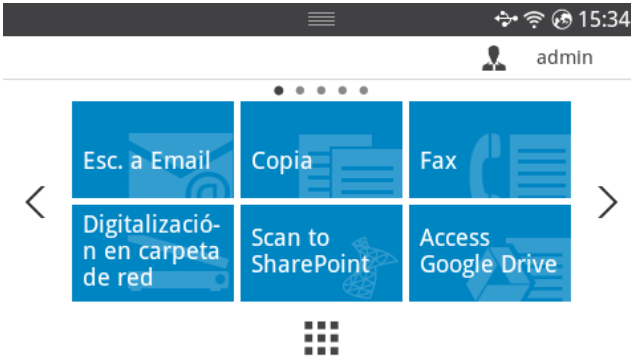 15:34
admin
Esc. a Email
Copia
Fax
Digitalizació-
n en carpeta
de red
Scan to
SharePoint
Access
Google Drive